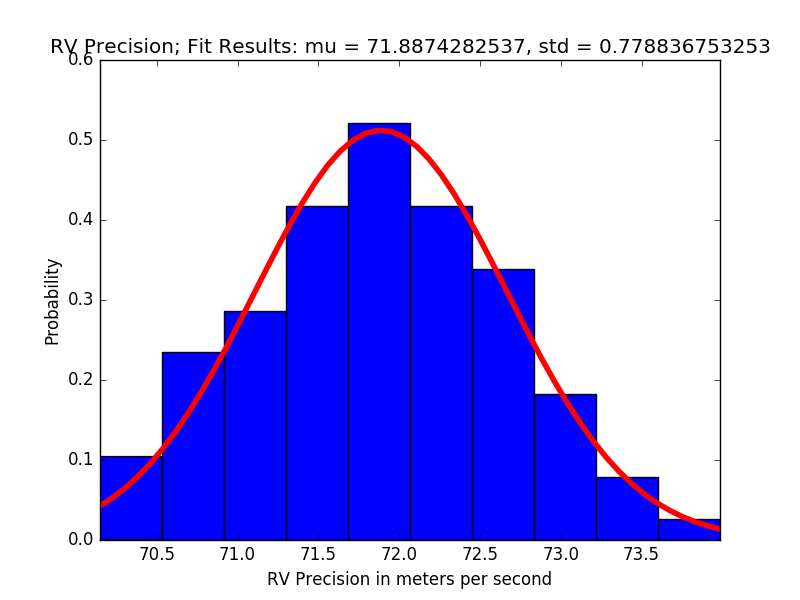 RV Precision; Fit Results: mu = 71.8874282537, std = 0.778836753253
0.6
0.5
0.4
0.3
0.2
0.1
0.0
Probability
70.5 71.0 71.5 72.0 72.5 73.0 73.5
RV Precision in meters per second